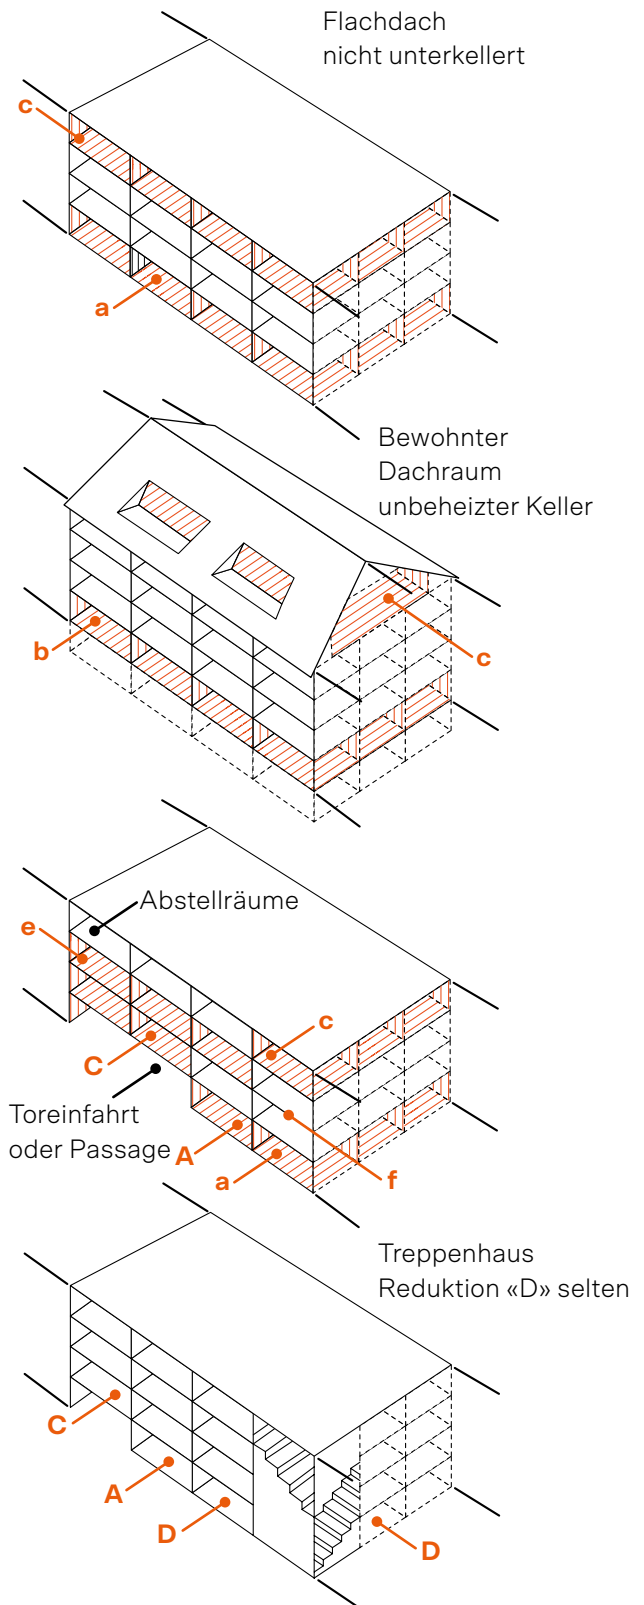 Flachdach
nicht unterkellert
c
a
Bewohnter
Dachraum
unbeheizter Keller
b
c
Abstellräume
e
c
C
Toreinfahrt
oder Passage
A
a
f
Treppenhaus
Reduktion «D» selten
C
A
D
D